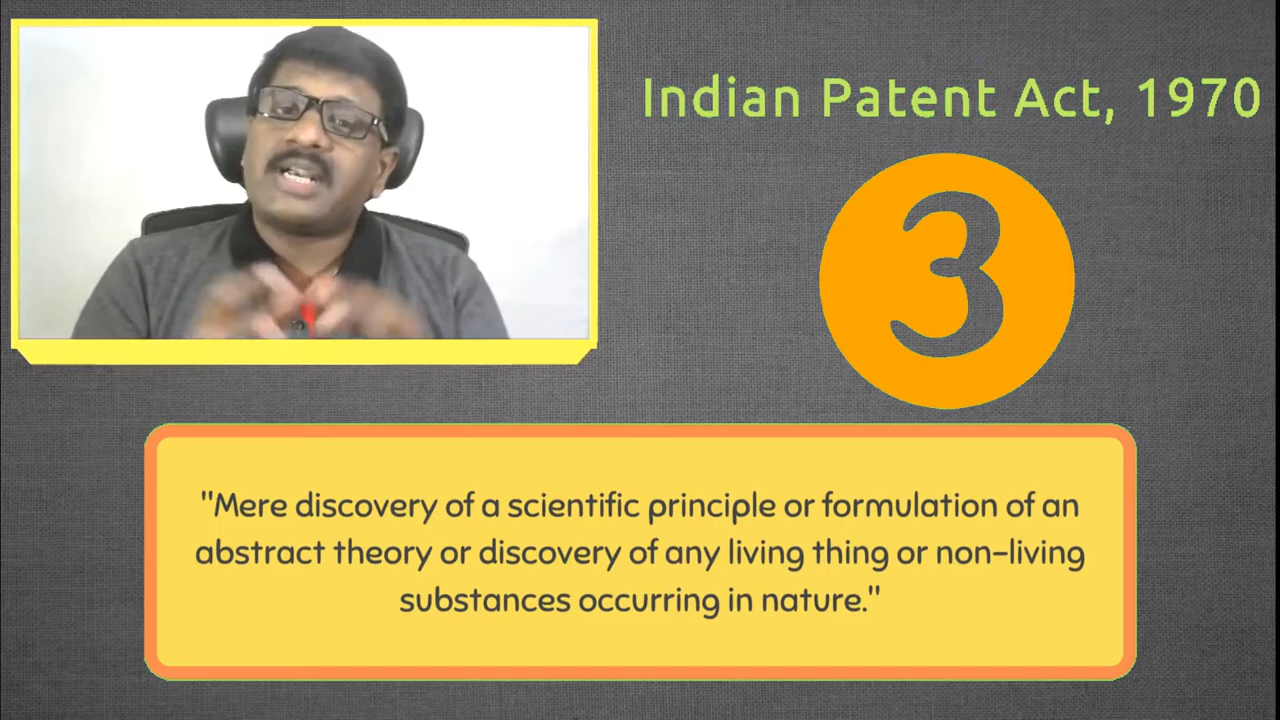 Indian Patent Act, 1970
3
"Mere discovery of a scientific principle or formulation of an
abstract theory or discovery of any living thing or non-living
substances occurring in nature."